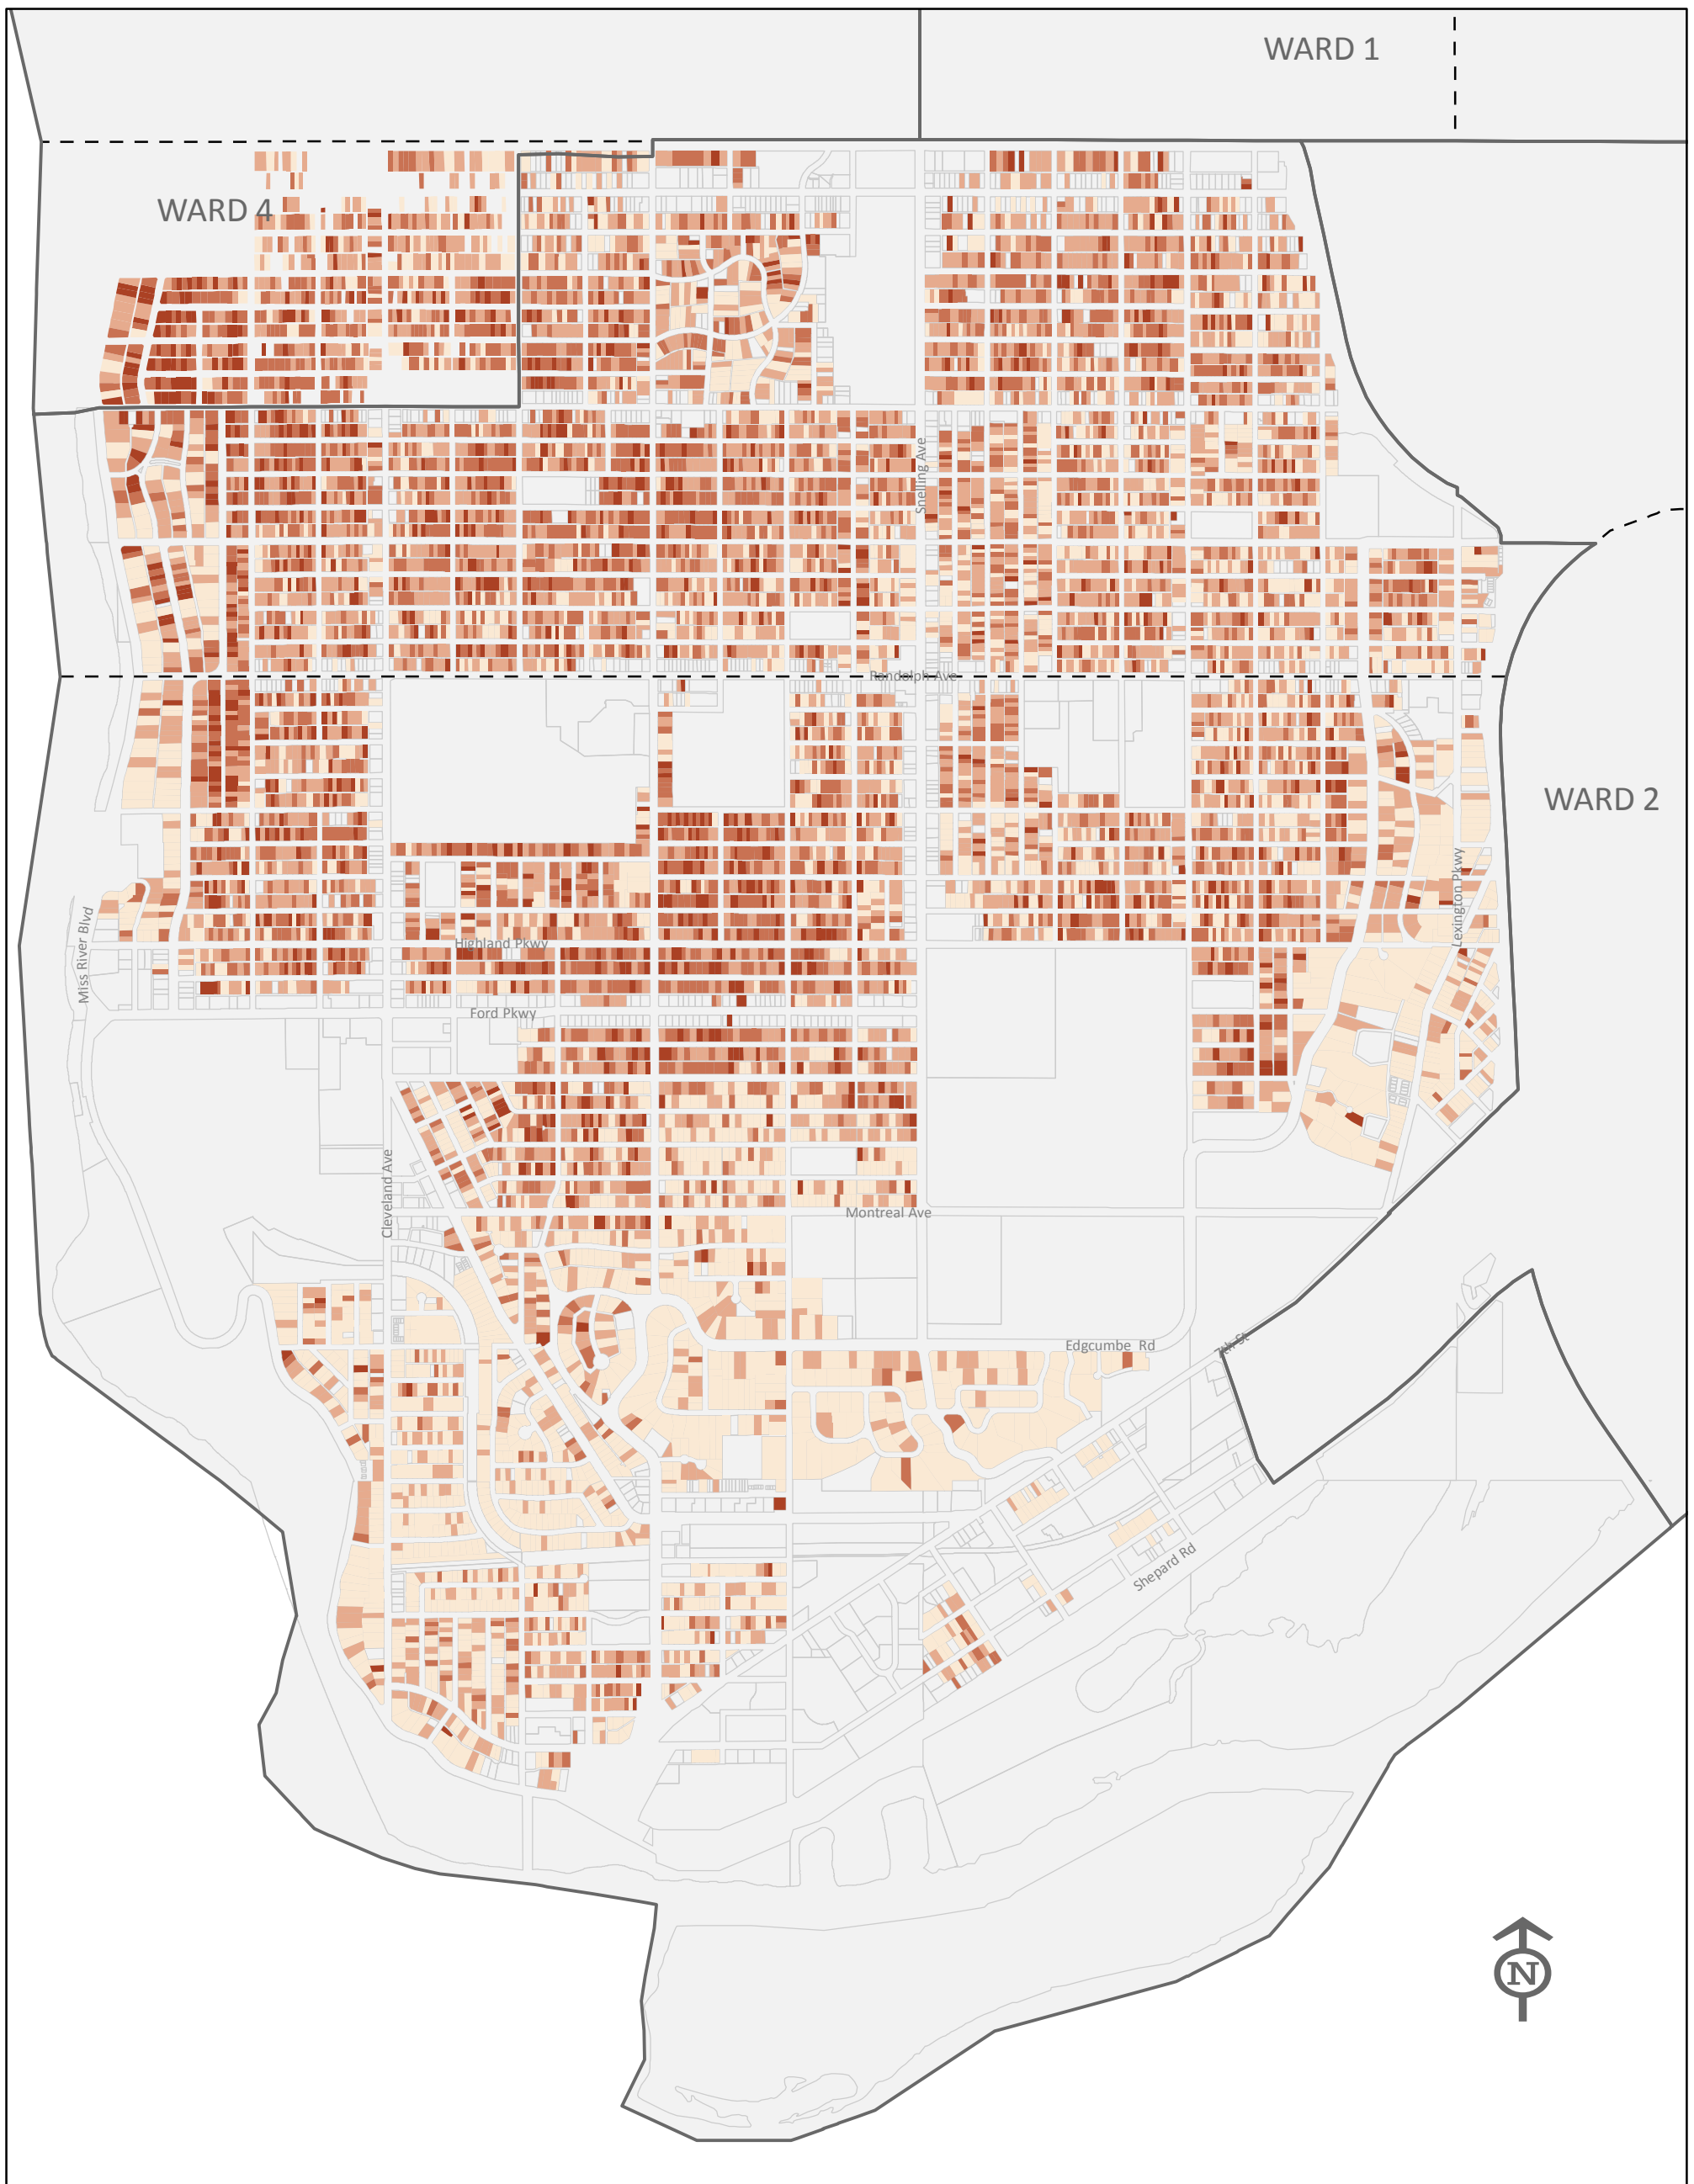 WARD 1
WARD 4
Snelling Ave
Randolph Ave
WARD 2
Lexington Pkwy
Miss River Blvd
Highland Pkwy
Ford Pkwy
Cleveland Ave
Montreal Ave
Edgcumbe Rd
7th St
Shepard Rd
N